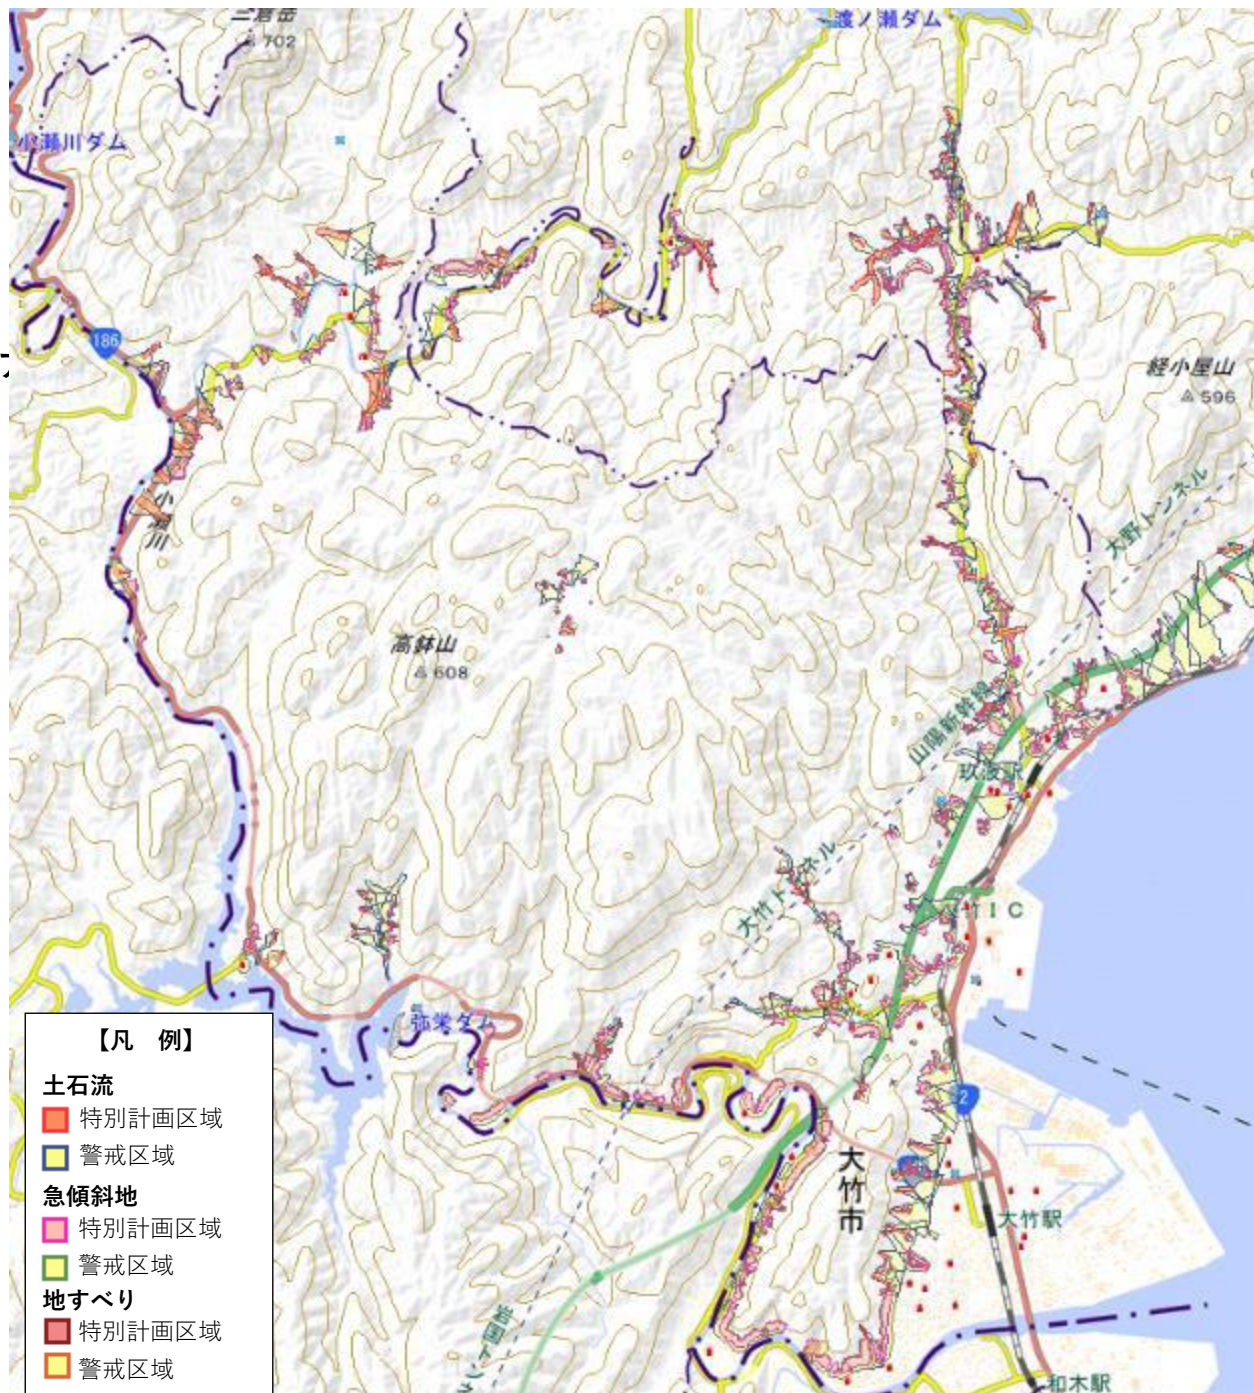 三倉岳
702
渡ノ瀬ダム
小瀬川ダム
186
経小屋山
596
小瀬川
大野トンネル
高鉢山
608
山陽新幹線
玖波駅
大竹トンネル
IC
弥栄ダム
2
大竹市
大竹駅
岩国トン
和木駅
【凡 例】
土石流
特別計画区域
警戒区域
急傾斜地
特別計画区域
警戒区域
地すべり
特別計画区域
警戒区域